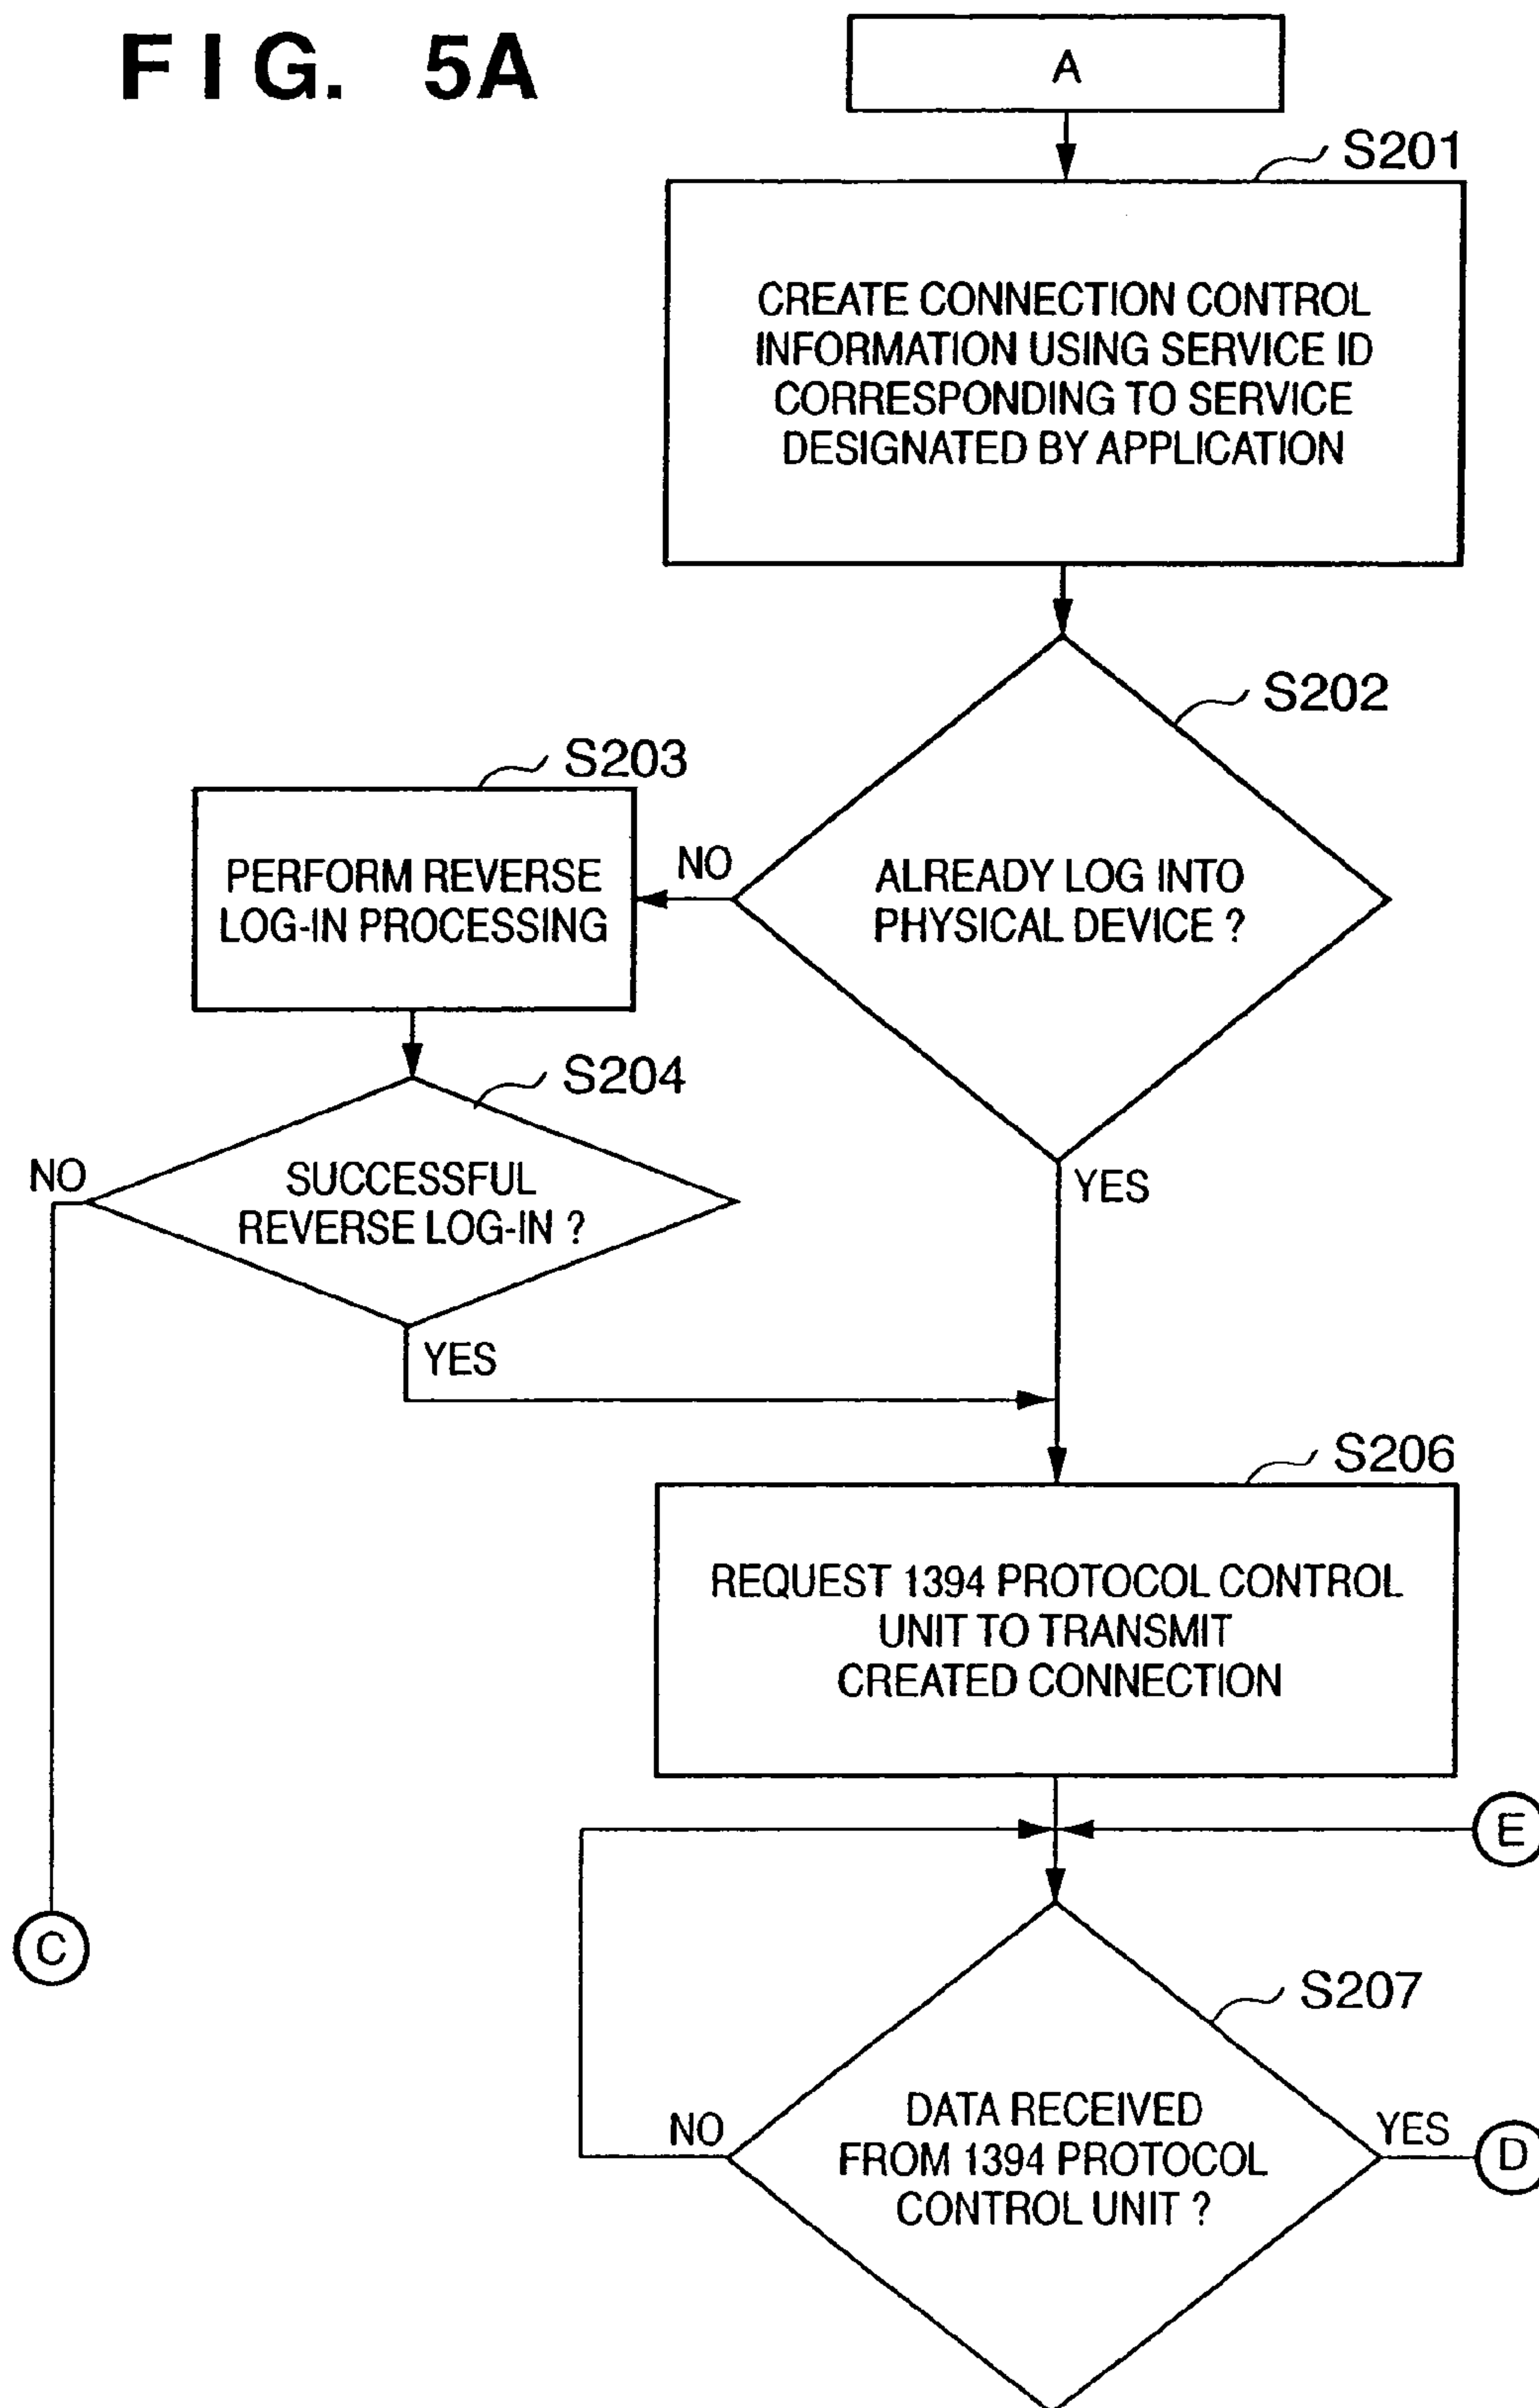 FIG. 5A
A
S201
CREATE CONNECTION CONTROL
INFORMATION USING SERVICE ID
CORRESPONDING TO SERVICE
DESIGNATED BY APPLICATION
S202
ALREADY LOG INTO
PHYSICAL DEVICE ?
NO
YES
S203
PERFORM REVERSE
LOG-IN PROCESSING
S204
SUCCESSFUL
REVERSE LOG-IN ?
NO
YES
S206
REQUEST 1394 PROTOCOL CONTROL
UNIT TO TRANSMIT
CREATED CONNECTION
E
C
S207
DATA RECEIVED
FROM 1394 PROTOCOL
CONTROL UNIT ?
NO
YES
D